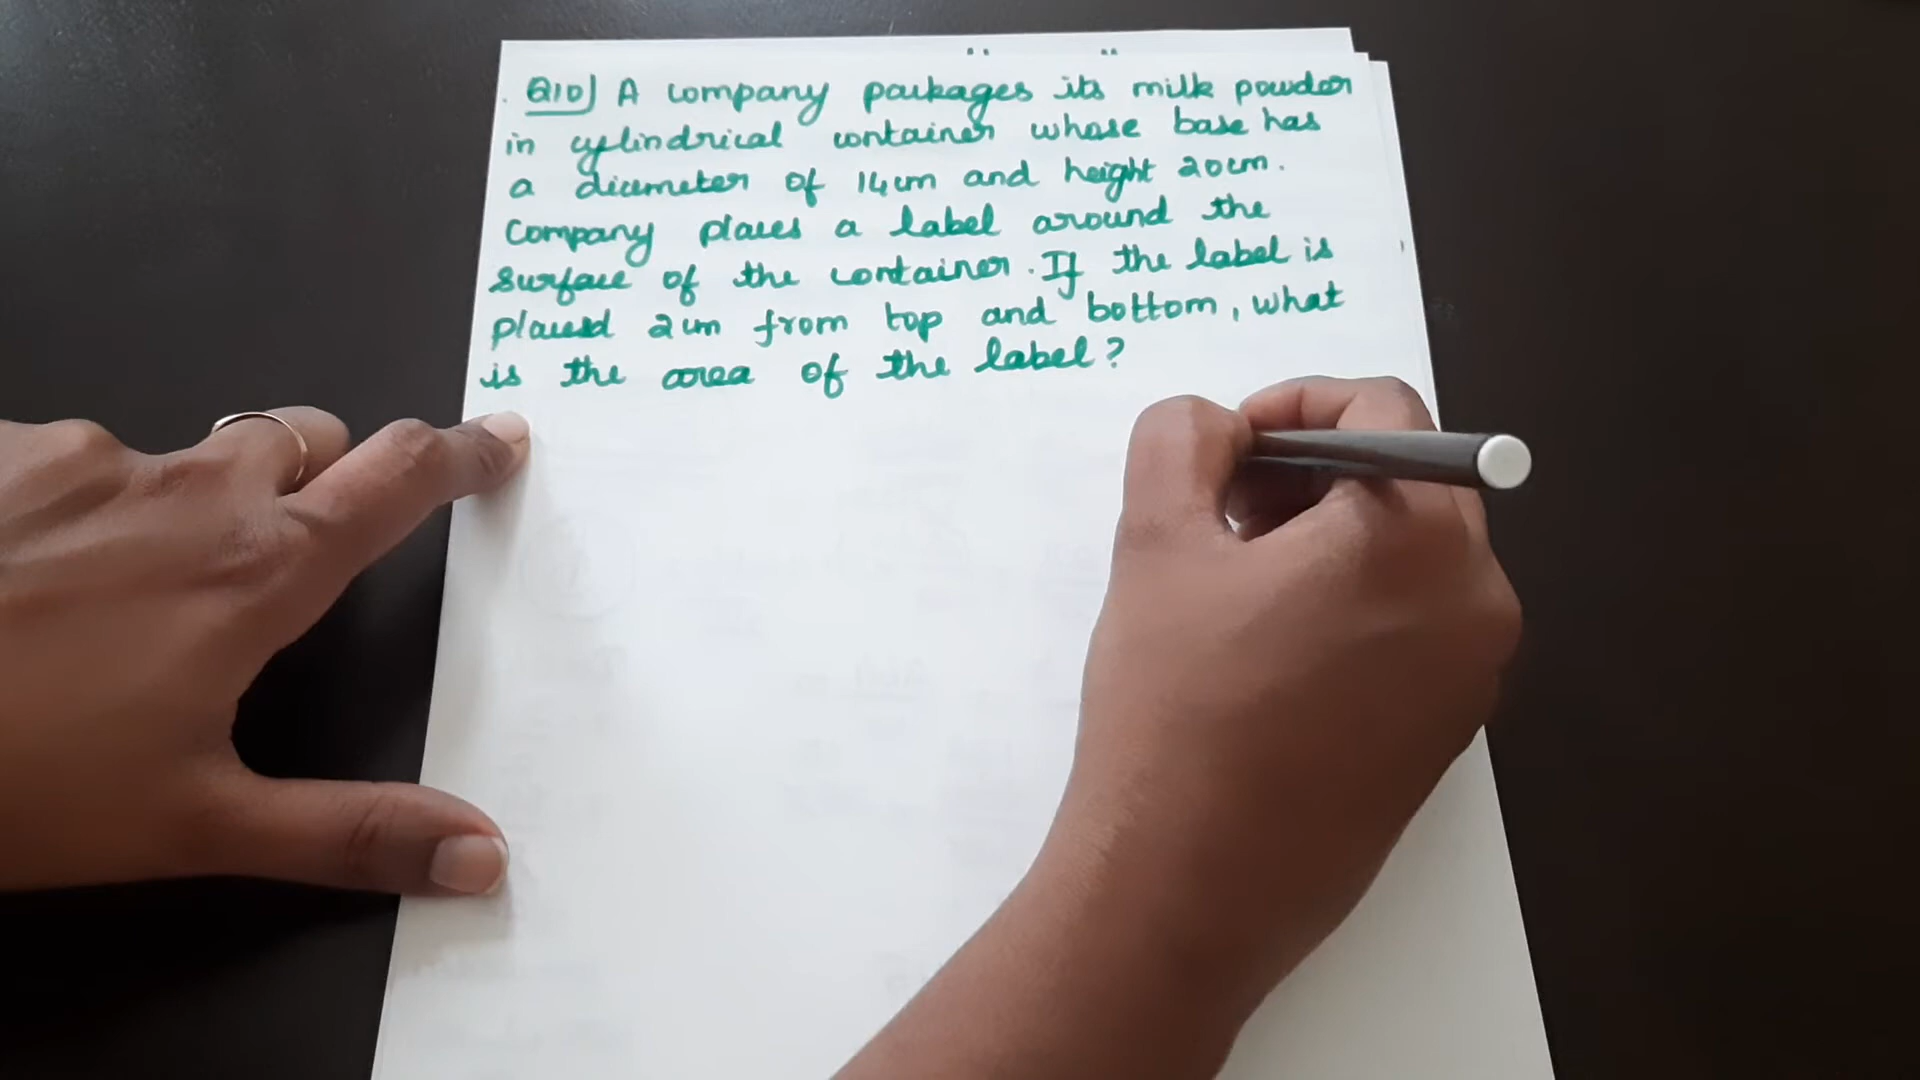 Q10) A company packages its milk powder
in cylindrical container whose base has
a diameter of 14cm and height 20cm.
Company places a label around the
surface of the container. If the label is
placed 2cm from top and bottom, what
is the area of the label?